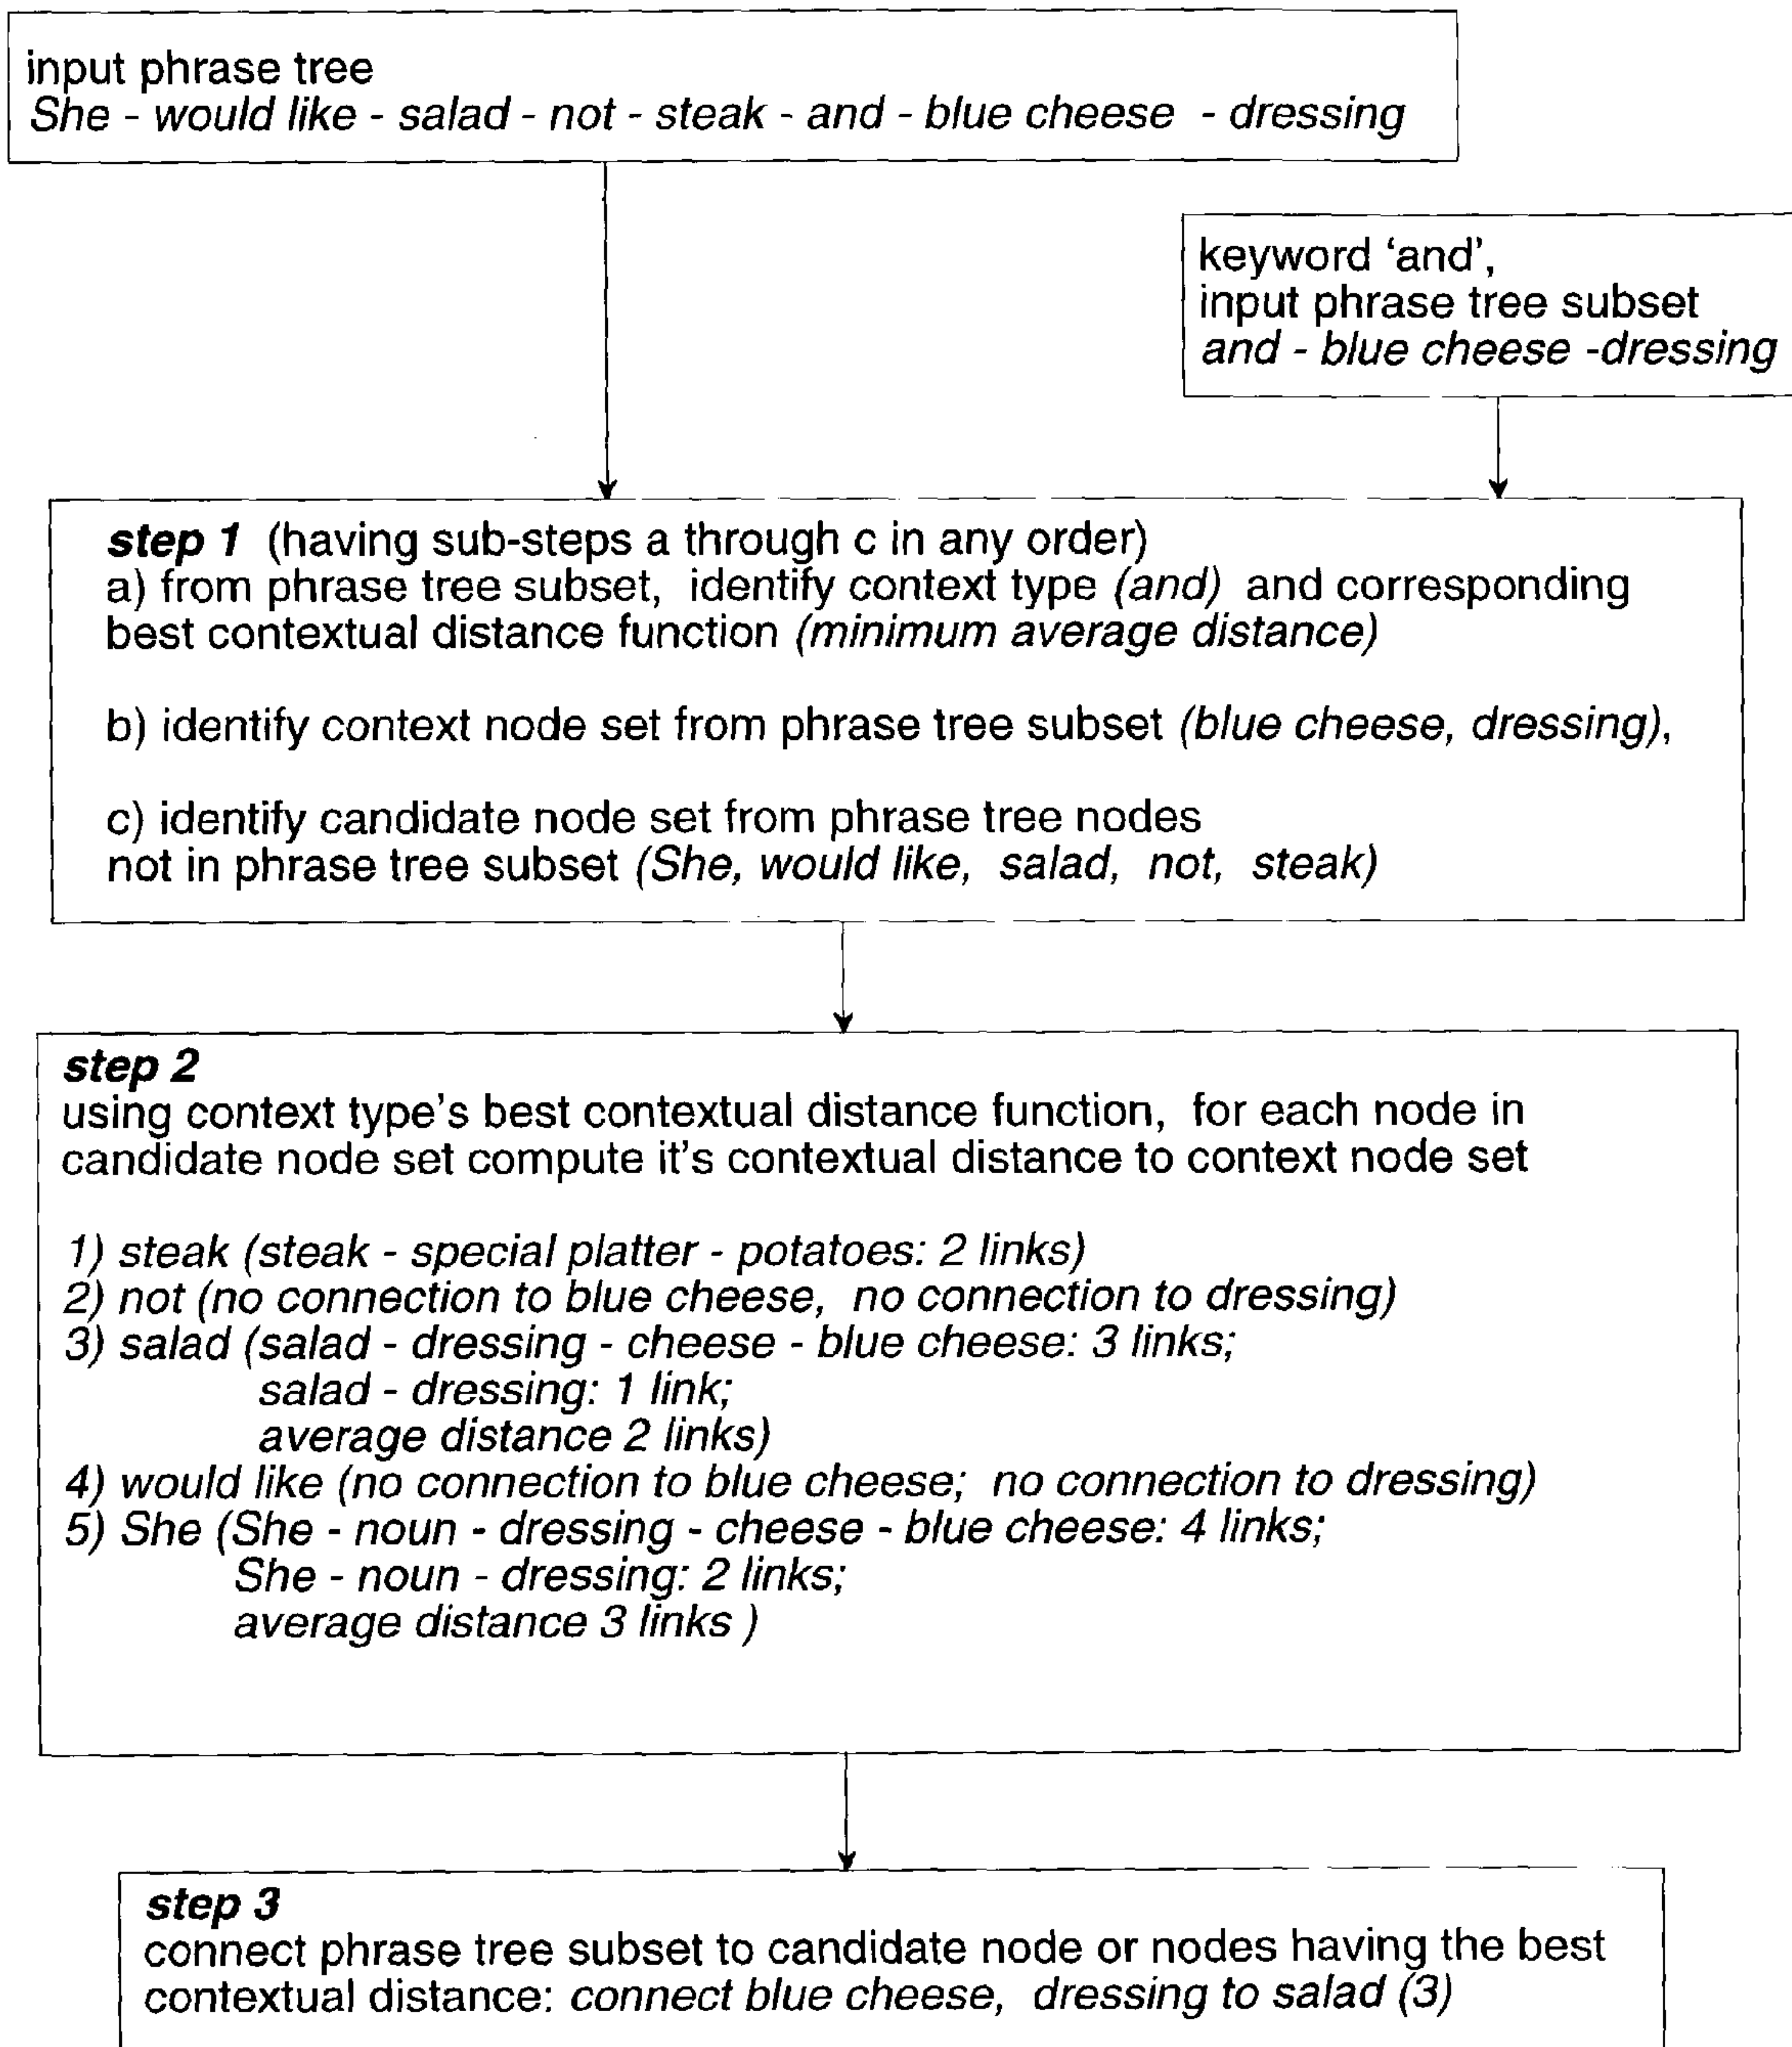 input phrase tree
She - would like - salad - not - steak - and - blue cheese - dressing
keyword ‘and’,
input phrase tree subset
and - blue cheese -dressing
step 1 (having sub-steps a through c in any order)
a) from phrase tree subset, identify context type (and) and corresponding
best contextual distance function (minimum average distance)
b) identify context node set from phrase tree subset (blue cheese, dressing),
c) identify candidate node set from phrase tree nodes
not in phrase tree subset (She, would like, salad, not, steak)
step 2
using context type’s best contextual distance function, for each node in
candidate node set compute it’s contextual distance to context node set
1) steak (steak - special platter - potatoes: 2 links)
2) not (no connection to blue cheese, no connection to dressing)
3) salad (salad - dressing - cheese - blue cheese: 3 links;
salad - dressing: 1 link;
average distance 2 links)
4) would like (no connection to blue cheese; no connection to dressing)
5) She (She - noun - dressing - cheese - blue cheese: 4 links;
She - noun - dressing: 2 links;
average distance 3 links )
step 3
connect phrase tree subset to candidate node or nodes having the best
contextual distance: connect blue cheese, dressing to salad (3)